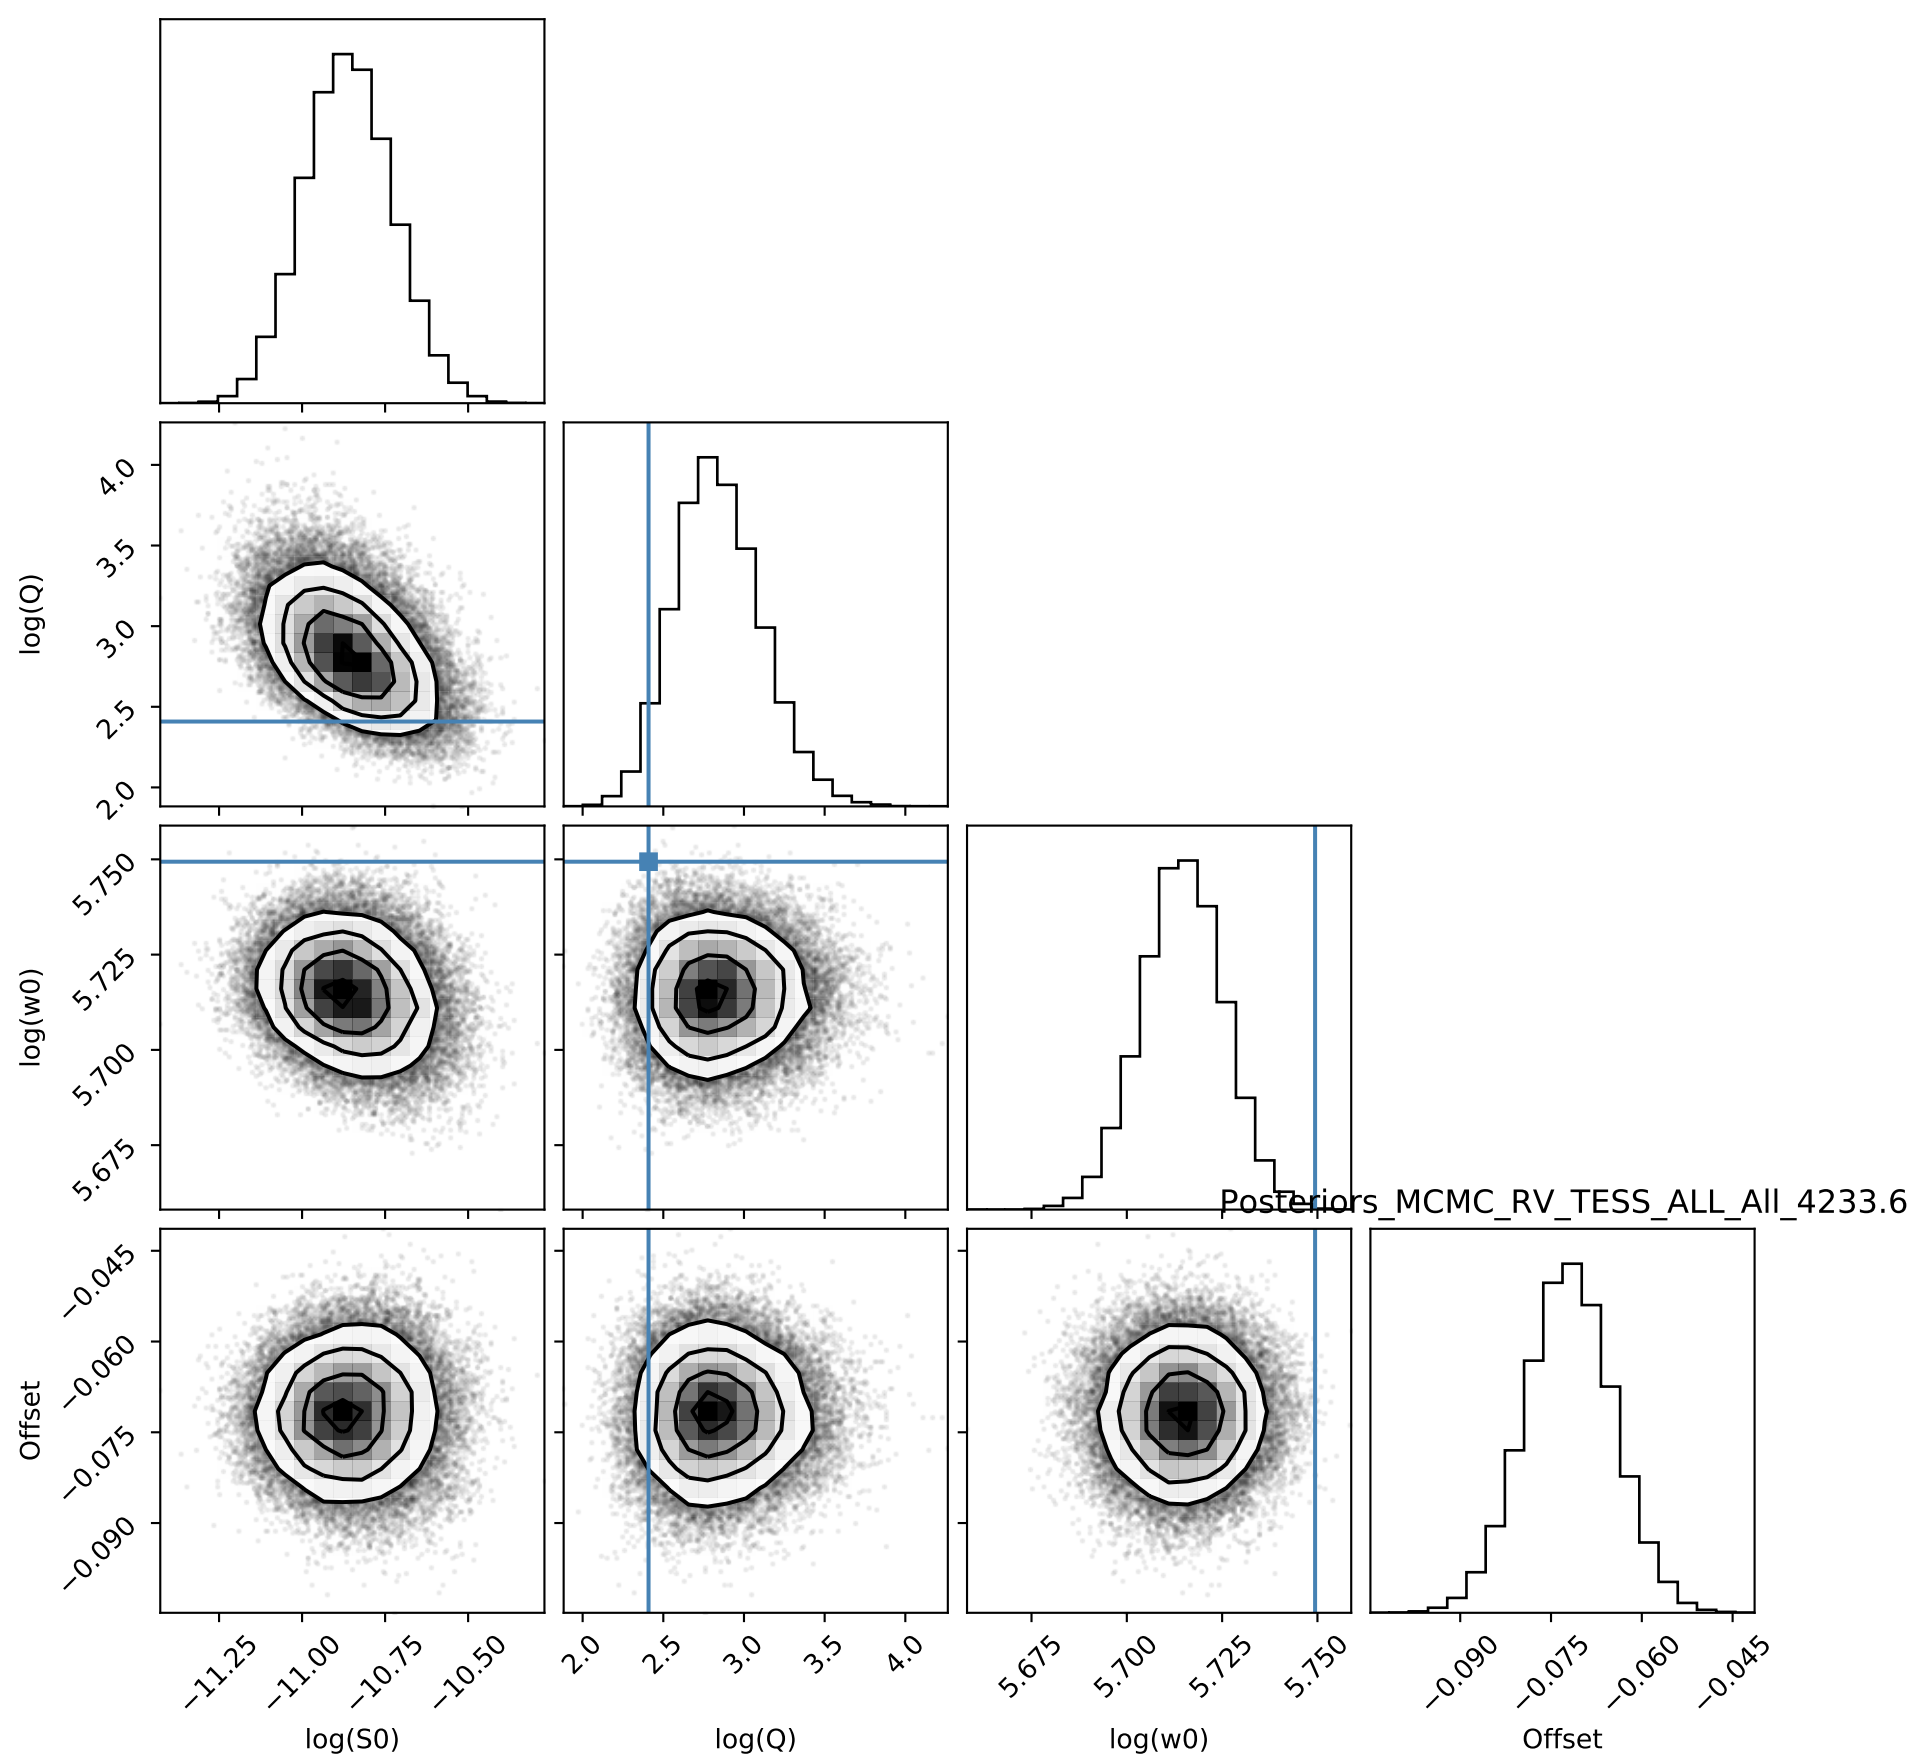 4.0
3.5
3.0
2.5
2.0
log(Q)
5.750
5.725
5.700
5.675
log(w0)
Posteriors_MCMC_RV_TESS_ALL_All_4233.6
−0.045
−0.060
−0.075
−0.090
Offset
−11.25 −11.00 −10.75 −10.50
2.0 2.5 3.0 3.5 4.0
5.675 5.700 5.725 5.750
−0.090 −0.075 −0.060 −0.045
log(S0) log(Q) log(w0) Offset